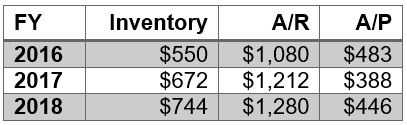 FY Inventory A/R A/P
2016 $550 $1,080 $483
2017 $672 $1,212 $388
2018 $744 $1,280 $446